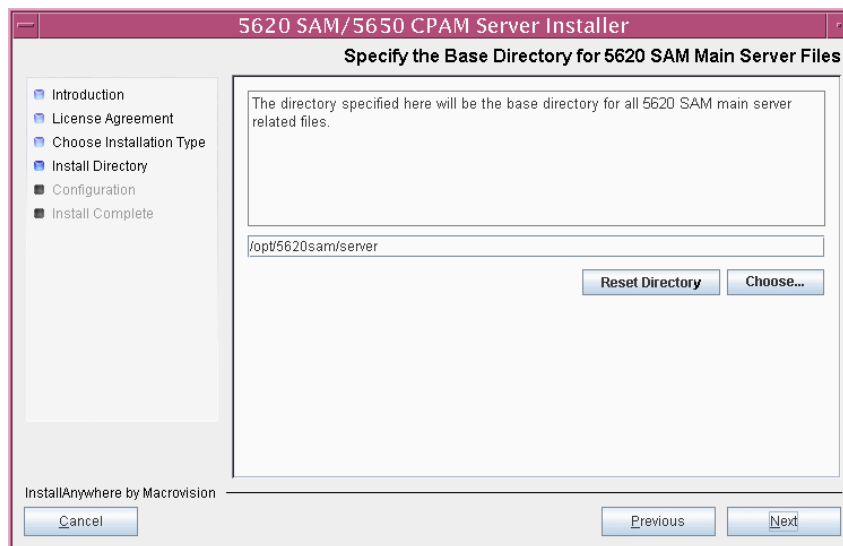 5620 SAM/5650 CPAM Server Installer
Specify the Base Directory for 5620 SAM Main Server Files
Introduction
License Agreement
Choose Installation Type
Install Directory
Configuration
Install Complete
The directory specified here will be the base directory for all 5620 SAM main server
related files.
/opt/5620sam/server
Reset Directory
Choose...
InstallAnywhere by Macrovision
Cancel
Previous
Next